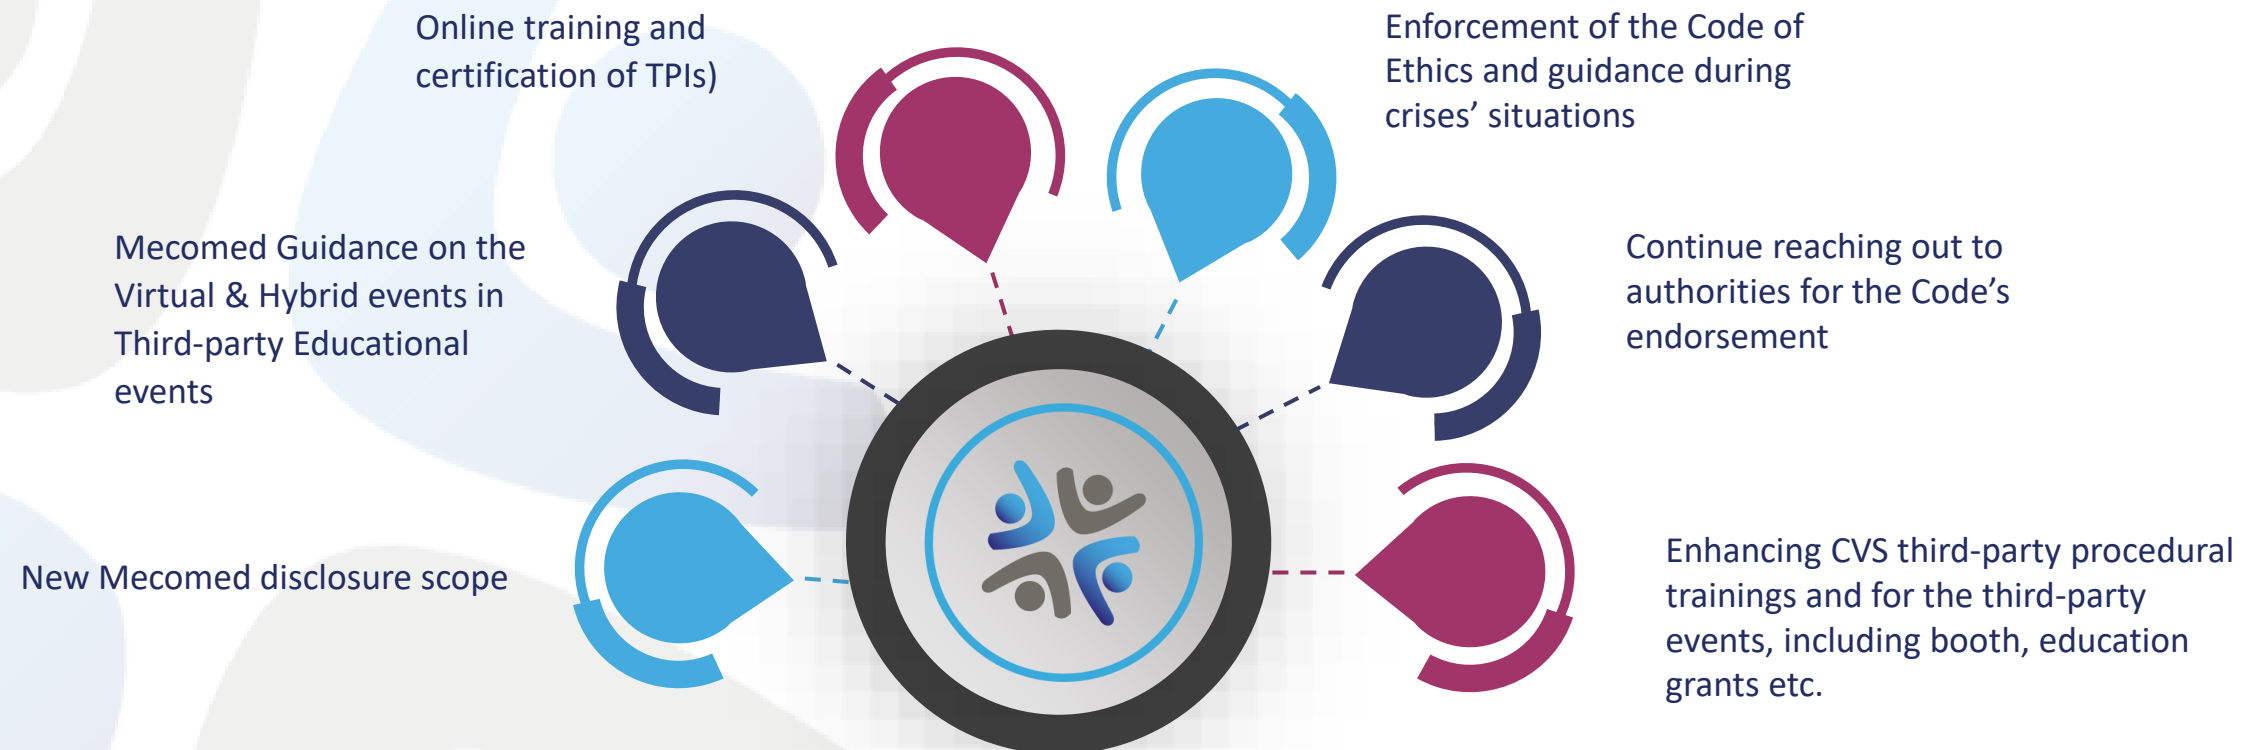 Online training and
certification of TPIs)
Enforcement of the Code of
Ethics and guidance during
crises’ situations
Mecomed Guidance on the
Virtual & Hybrid events in
Third-party Educational
events
Continue reaching out to
authorities for the Code’s
endorsement
New Mecomed disclosure scope
Enhancing CVS third-party procedural
trainings and for the third-party
events, including booth, education
grants etc.